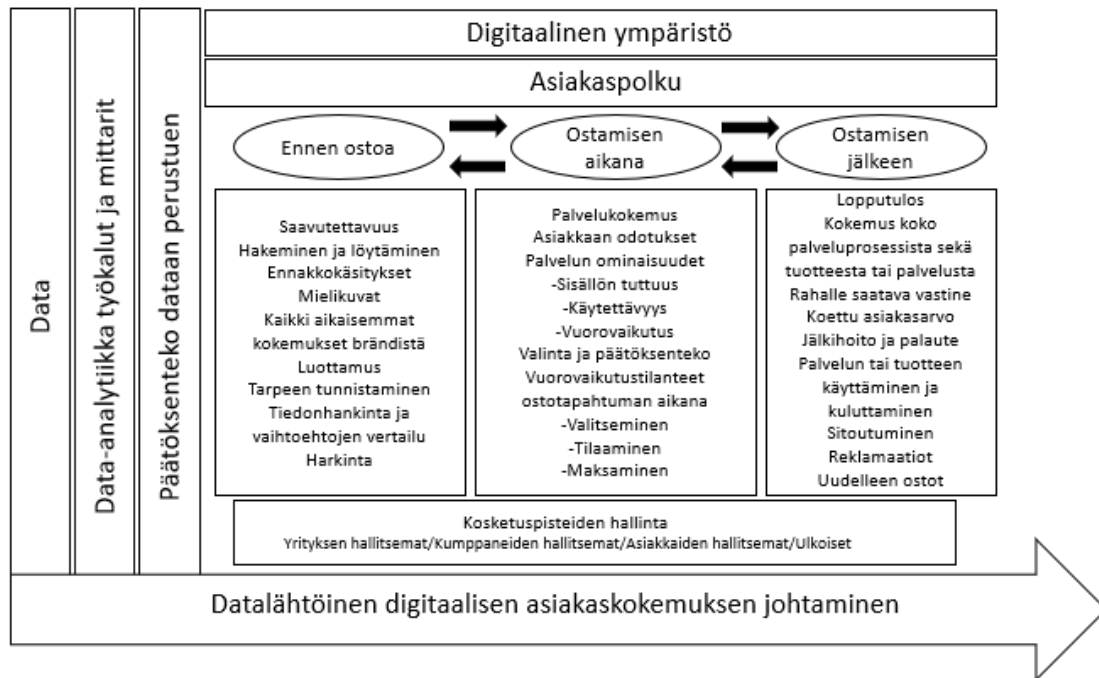 Data
Data-analytiikka työkalut ja mittarit
Päätöksenteko dataan perustuen
Digitaalinen ympäristö
Asiakaspolku
Ennen ostoa
Ostamisen
aikana
Ostamisen
jälkeen
Saavutettavuus
Hakeminen ja löytäminen
Ennakkokäsitykset
Mielikuvat
Kaikki aikaisemmat
kokemukset brändistä
Luottamus
Tarpeen tunnistaminen
Tiedonhankinta ja
vaihtoehtojen vertailu
Harkinta
Palvelukokemus
Asiakkaan odotukset
Palvelun ominaisuudet
-Sisällön tuttuus
-Käytettävyys
-Vuorovaikutus
Valinta ja päätöksenteko
Vuorovaikutustilanteet
ostotapahtuman aikana
-Valitseminen
-Tilaaminen
-Maksaminen
Lopputulos
Kokemus koko
palveluprosessista sekä
tuotteesta tai palvelusta
Rahalle saatava vastine
Koettu asiakasarvo
Jälkihoito ja palaute
Palvelun tai tuotteen
käyttäminen ja
kuluttaminen
Sitoutuminen
Reklamaatiot
Uudelleen ostot
Kosketuspisteiden hallinta
Yrityksen hallitsemat/Kumppaneiden hallitsemat/Asiakkaiden hallitsemat/Ulkoiset
Datalähtöinen digitaalisen asiakaskokemuksen johtaminen